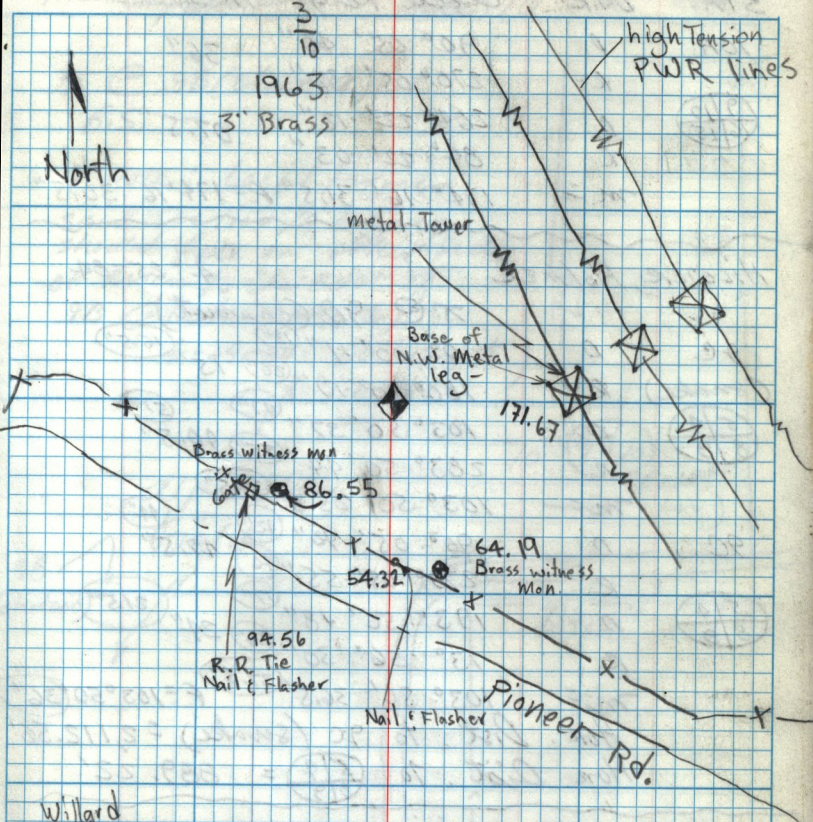 3
10
1963
3" Brass
North
high Tension
PWR lines
metal Tower
Base of
N.W. Metal
leg-
171.67
Brass witness mon
Gate
86.55
64.19
Brass witness
Mon.
54.32
94.56
R.R. Tie
Nail & Flasher
Nail & Flasher
Pioneer Rd.
Willard